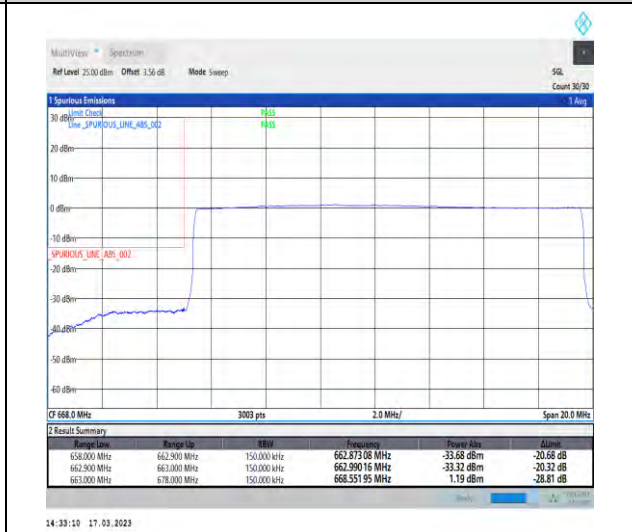 MultiView Spectrum
Ref Level 25.00 dBm Offset 3.56 dB Mode Sweep SGL
Count 30/30
1 Spurious Emissions 1 Avg
30 dBm Limit Check PASS
Line _SPURIOUS_LINE_ABS_002 PASS
20 dBm
10 dBm
0 dBm
-10 dBm
_SPURIOUS_LINE_ABS_002
-20 dBm
-30 dBm
-40 dBm
-50 dBm
-60 dBm
CF 668.0 MHz 3003 pts 2.0 MHz/ Span 20.0 MHz
2 Result Summary
Range Low Range Up RBW Frequency Power Abs ΔLimit
658.000 MHz 662.900 MHz 150.000 kHz 662.87308 MHz -33.68 dBm -20.68 dB
662.900 MHz 663.000 MHz 150.000 kHz 662.99016 MHz -33.32 dBm -20.32 dB
663.000 MHz 678.000 MHz 150.000 kHz 668.55195 MHz 1.19 dBm -28.81 dB
Ready
14:33:10 17.03.2023